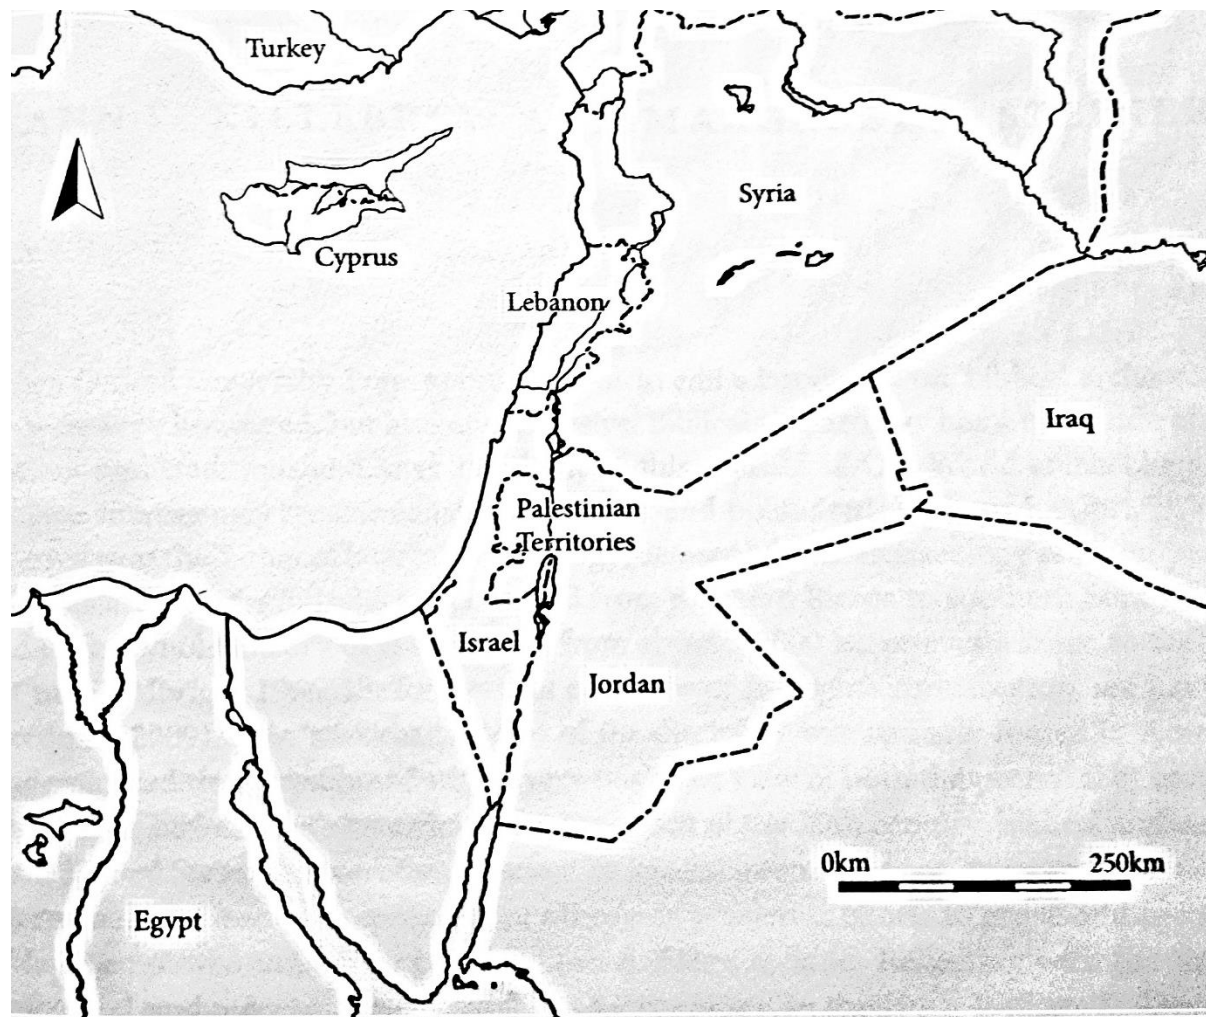 Turkey
Syria
Cyprus
Lebanon
Iraq
Palestinian
Territories
Israel
Jordan
0km 250km
Egypt